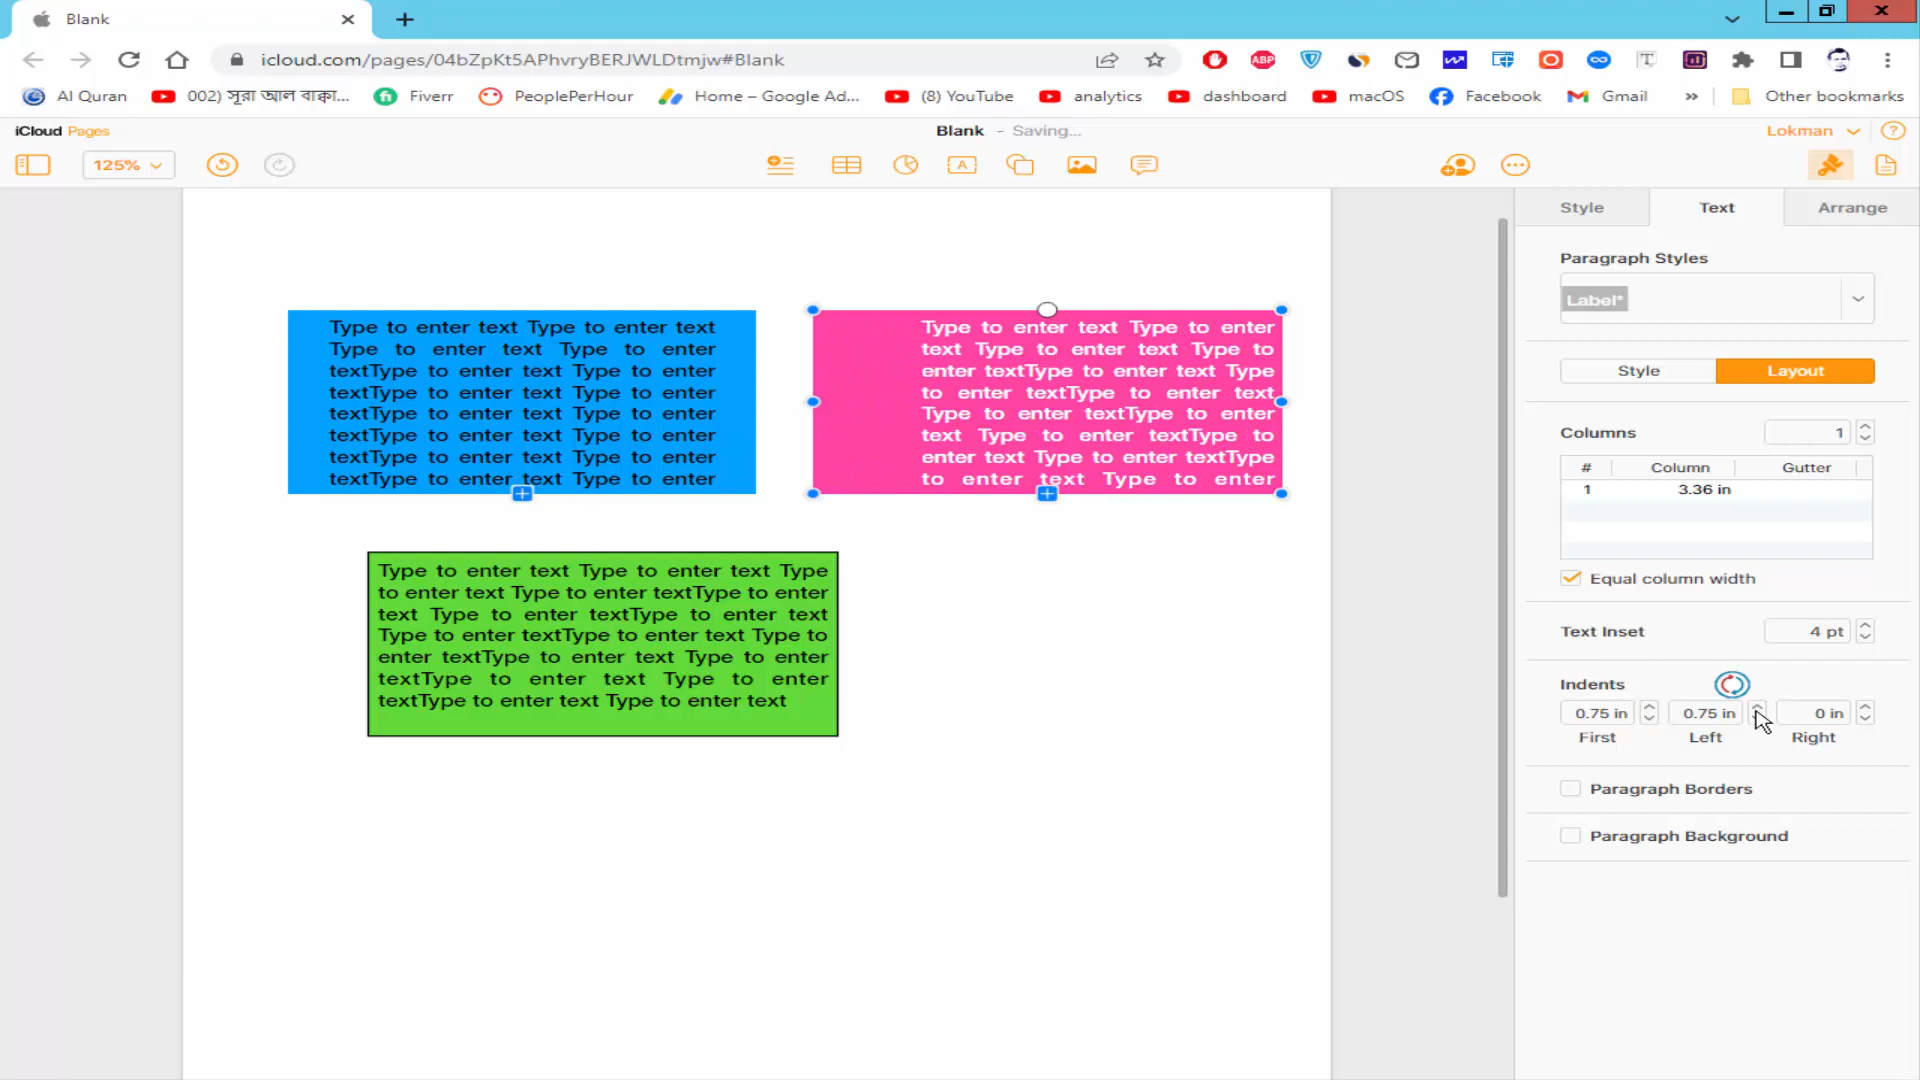 Blank
icloud.com/pages/04bZpKt5APhvryBERJWLDtmjw#Blank
ABP
Al Quran
002) সূরা আল বাক্বা...
Fiverr
PeoplePerHour
Home – Google Ad...
(8) YouTube
analytics
dashboard
macOS
Facebook
Gmail
»
Other bookmarks
iCloud Pages
Blank - Saving...
Lokman
125%
Style
Text
Arrange
Paragraph Styles
Label*
Style
Layout
Columns
1
# Column Gutter
1 3.36 in
Equal column width
Text Inset
4 pt
Indents
0.75 in
0.75 in
0 in
First
Left
Right
Paragraph Borders
Paragraph Background
Type to enter text Type to enter text
Type to enter text Type to enter
textType to enter text Type to enter
textType to enter text Type to enter
textType to enter text Type to enter
textType to enter text Type to enter
textType to enter text Type to enter
textType to enter text Type to enter
Type to enter text Type to enter
text Type to enter text Type to
enter textType to enter text Type
to enter textType to enter text
Type to enter textType to enter
text Type to enter textType to
enter text Type to enter textType
to enter text Type to enter
Type to enter text Type to enter text Type
to enter text Type to enter textType to enter
text Type to enter textType to enter text
Type to enter textType to enter text Type to
enter textType to enter text Type to enter
textType to enter text Type to enter
textType to enter text Type to enter text